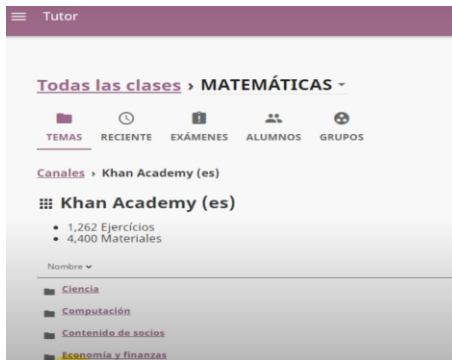 Tutor
Todas las clases › MATEMÁTICAS
TEMAS RECIENTE EXÁMENES ALUMNOS GRUPOS
Canales › Khan Academy (es)
Khan Academy (es)
• 1,262 Ejercícios
• 4,400 Materiales
Nombre
Ciencia
Computación
Contenido de socios
Economía y finanzas